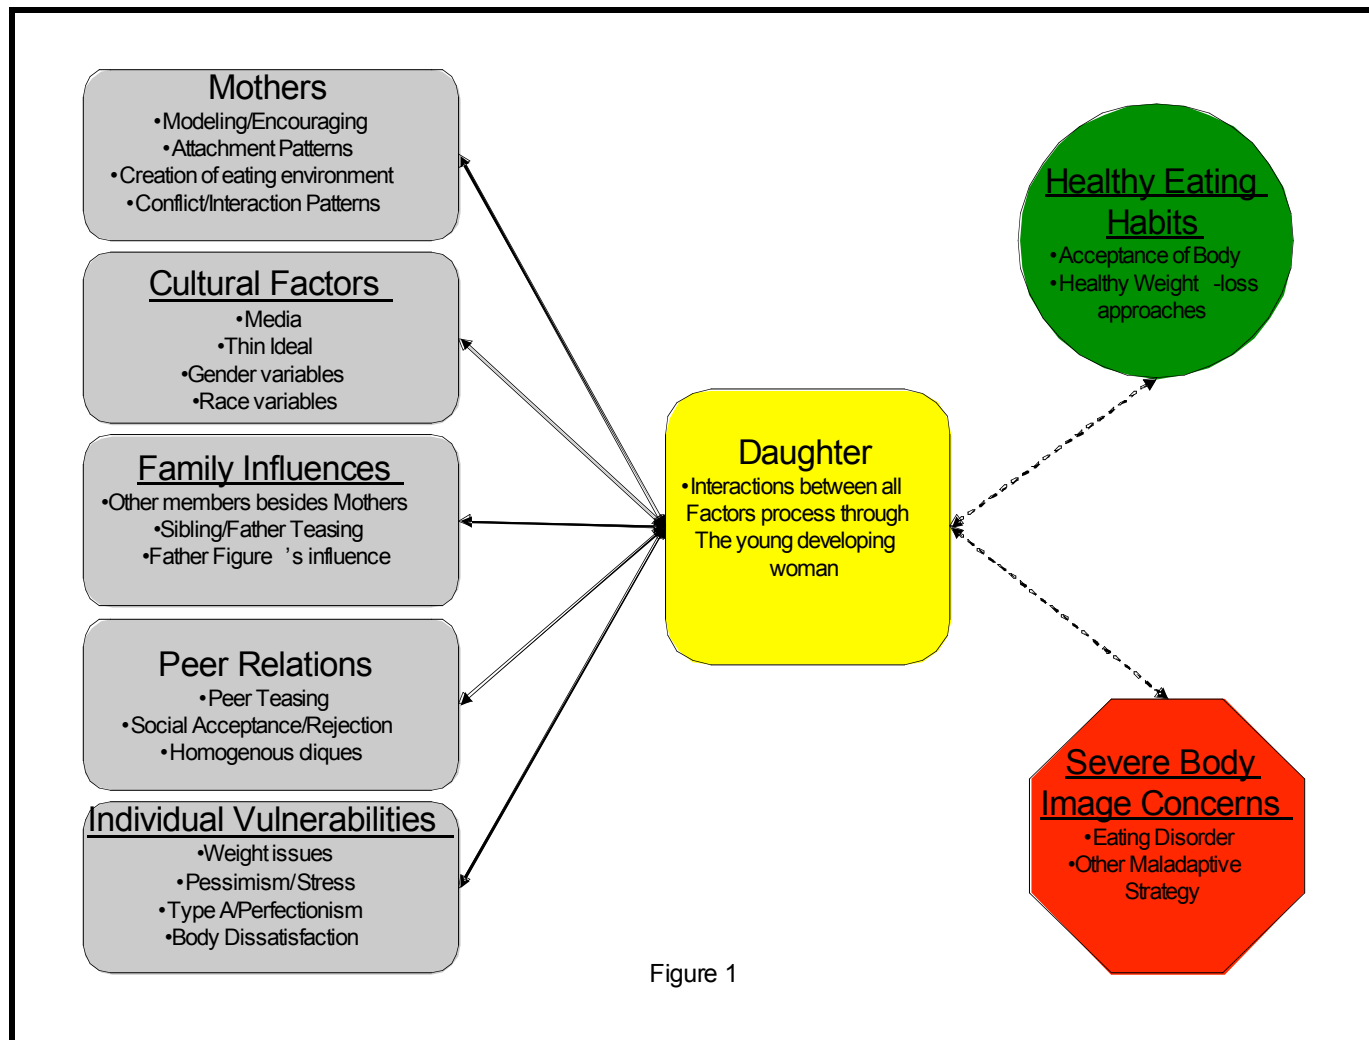 Mothers
•Modeling/Encouraging
•Attachment Patterns
•Creation of eating environment
•Conflict/Interaction Patterns
Cultural Factors
•Media
•Thin Ideal
•Gender variables
•Race variables
Family Influences
•Other members besides Mothers
•Sibling/Father Teasing
•Father Figure ’s influence
Peer Relations
•Peer Teasing
•Social Acceptance/Rejection
•Homogenous cliques
Individual Vulnerabilities
•Weight issues
•Pessimism/Stress
•Type A/Perfectionism
•Body Dissatisfaction
Daughter
•Interactions between all
Factors process through
The young developing
woman
Healthy Eating
Habits
•Acceptance of Body
•Healthy Weight -loss
approaches
Severe Body
Image Concerns
•Eating Disorder
•Other Maladaptive
Strategy
Figure 1